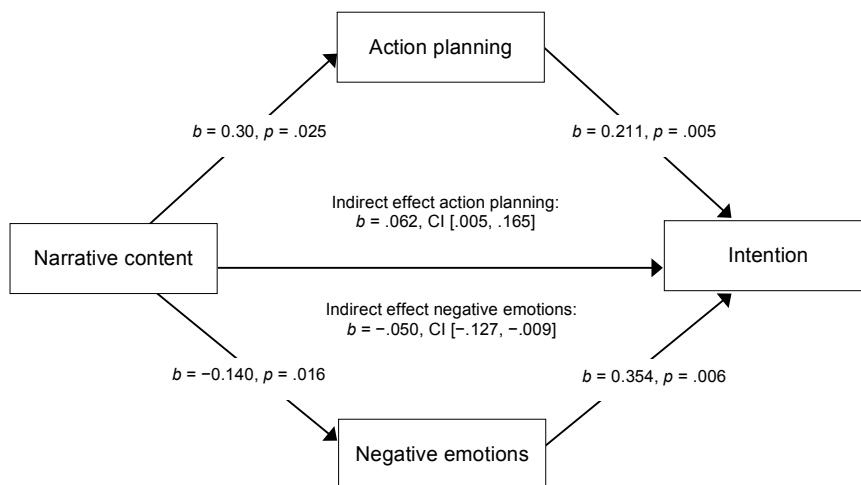 Action planning
b = 0.30, p = .025
b = 0.211, p = .005
Indirect effect action planning:
b = .062, CI [.005, .165]
Narrative content
Intention
Indirect effect negative emotions:
b = −.050, CI [−.127, −.009]
b = −0.140, p = .016
b = 0.354, p = .006
Negative emotions